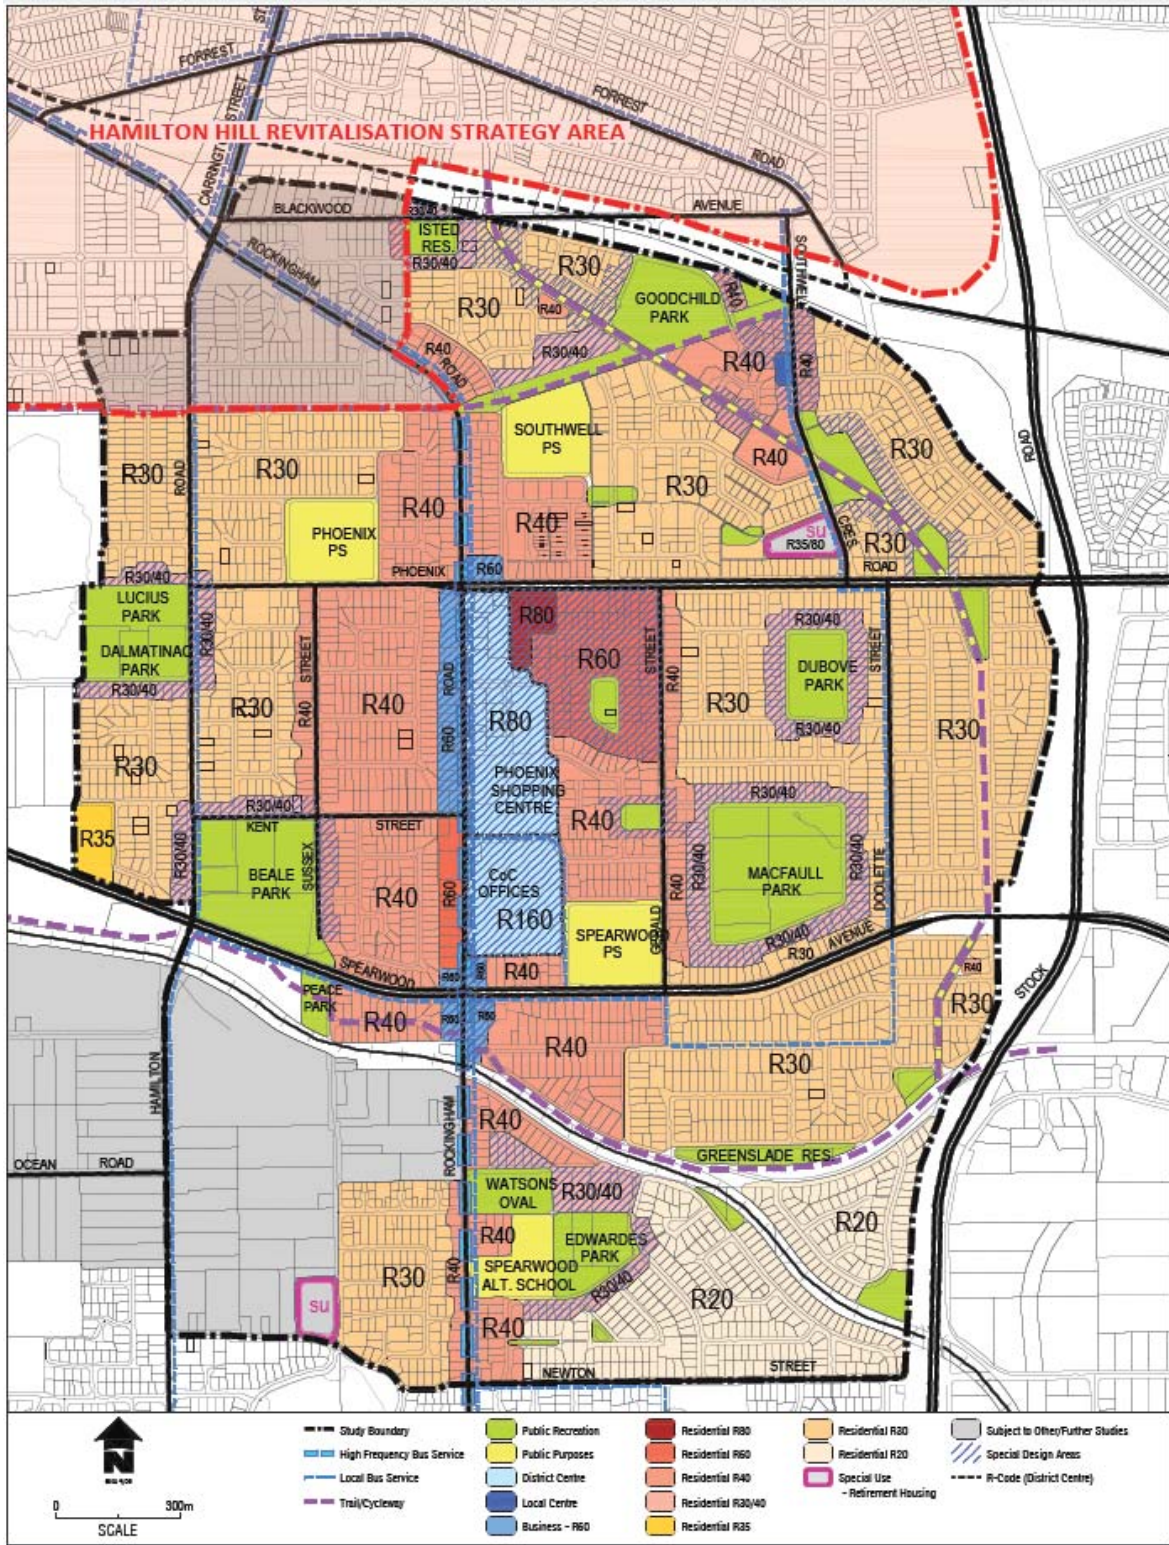 FORREST
ST
CARRINGTON
STREET
FORREST
ROAD
HAMILTON HILL REVITALISATION STRATEGY AREA
BLACKWOOD
AVENUE
R30/40
ISTED
RES.
R30/40
ROCKINGHAM
ROAD
SOUTHWELL
CRES.
R30
GOODCHILD
PARK
R40
R30
R40
R40
R30/40
R40
R40
SOUTHWELL
PS
R40
R30
ROAD
R30
ROAD
R30
R40
R30
R40
PHOENIX
PS
SU
R35/80
R30
ROAD
PHOENIX
R60
R30/40
LUCIUS
PARK
DALMATINAC
PARK
R30/40
R30/40
STREET
R40
R30
R40
ROAD
R60
R80
R80
R60
STREET
R40
R30
R30/40
DUBOVE
PARK
R30/40
STREET
R30
R30
PHOENIX
SHOPPING
CENTRE
R40
R30/40
R35
R30/40
R30/40
KENT
STREET
BEALE
PARK
SUSSEX
R40
R60
CoC
OFFICES
R160
R40
R30/40
MACFAULL
PARK
R30/40
R30/40
DOOLETTE
SPEARWOOD
PS
GERALD
R30
AVENUE
SPEARWOOD
R60
R60
R40
R40
PEACE
PARK
R40
R60
R60
R40
R30
R30
STOCK
HAMILTON
ROCKINGHAM
R40
OCEAN
ROAD
GREENSLADE RES.
WATSONS
OVAL
R30/40
R40
EDWARDES
PARK
R20
SPEARWOOD
ALT. SCHOOL
R30/40
R30
R40
SU
R20
R40
NEWTON
STREET
N
0
300m
SCALE
Study Boundary
High Frequency Bus Service
Local Bus Service
Trail/Cycleway
Public Recreation
Public Purposes
District Centre
Local Centre
Business - R60
Residential R80
Residential R60
Residential R40
Residential R30/40
Residential R35
Residential R30
Residential R20
Special Use
- Retirement Housing
Subject to Other/Further Studies
Special Design Areas
R-Code (District Centre)